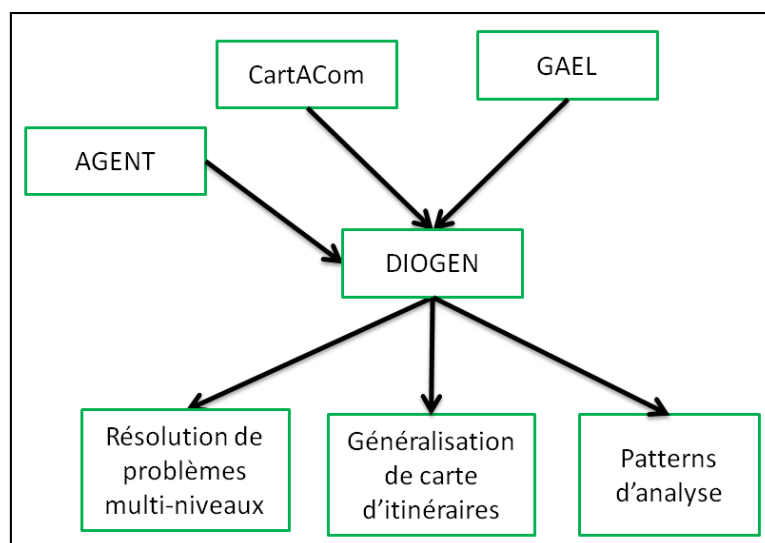 CartACom
GAEL
AGENT
DIOGEN
Résolution de
problèmes
multi-niveaux
Généralisation
de carte
d'itinéraires
Patterns
d'analyse